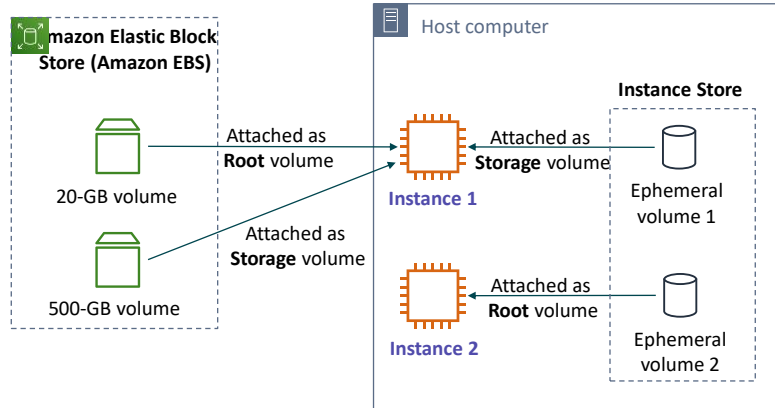 mazon Elastic Block
Store (Amazon EBS)
20-GB volume
500-GB volume
Attached as
Root volume
Attached as
Storage volume
Host computer
Instance 1
Instance 2
Attached as
Storage volume
Attached as
Root volume
Instance Store
Ephemeral
volume 1
Ephemeral
volume 2